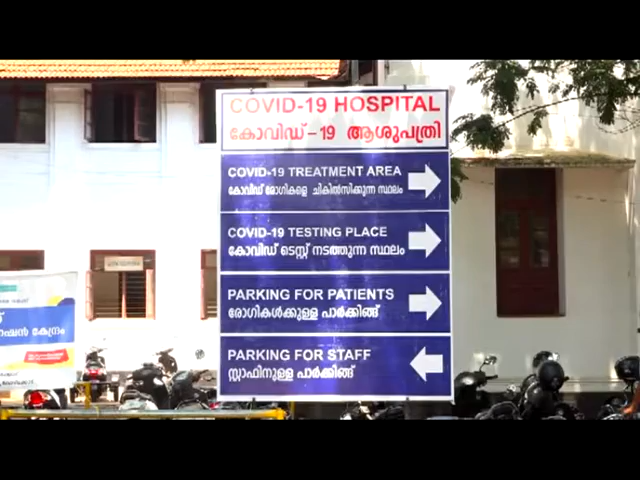 COVID-19 HOSPITAL
കോവിഡ്-19 ആശുപത്രി
COVID-19 TREATMENT AREA
കോവിഡ് രോഗികളെ ചികിൽസിക്കുന്ന സ്ഥലം
COVID-19 TESTING PLACE
കോവിഡ് ടെസ്റ്റ് നടത്തുന്ന സ്ഥലം
PARKING FOR PATIENTS
രോഗികൾക്കുള്ള പാർക്കിങ്ങ്
PARKING FOR STAFF
സ്റ്റാഫിനുള്ള പാർക്കിങ്ങ്
കേന്ദ്രം